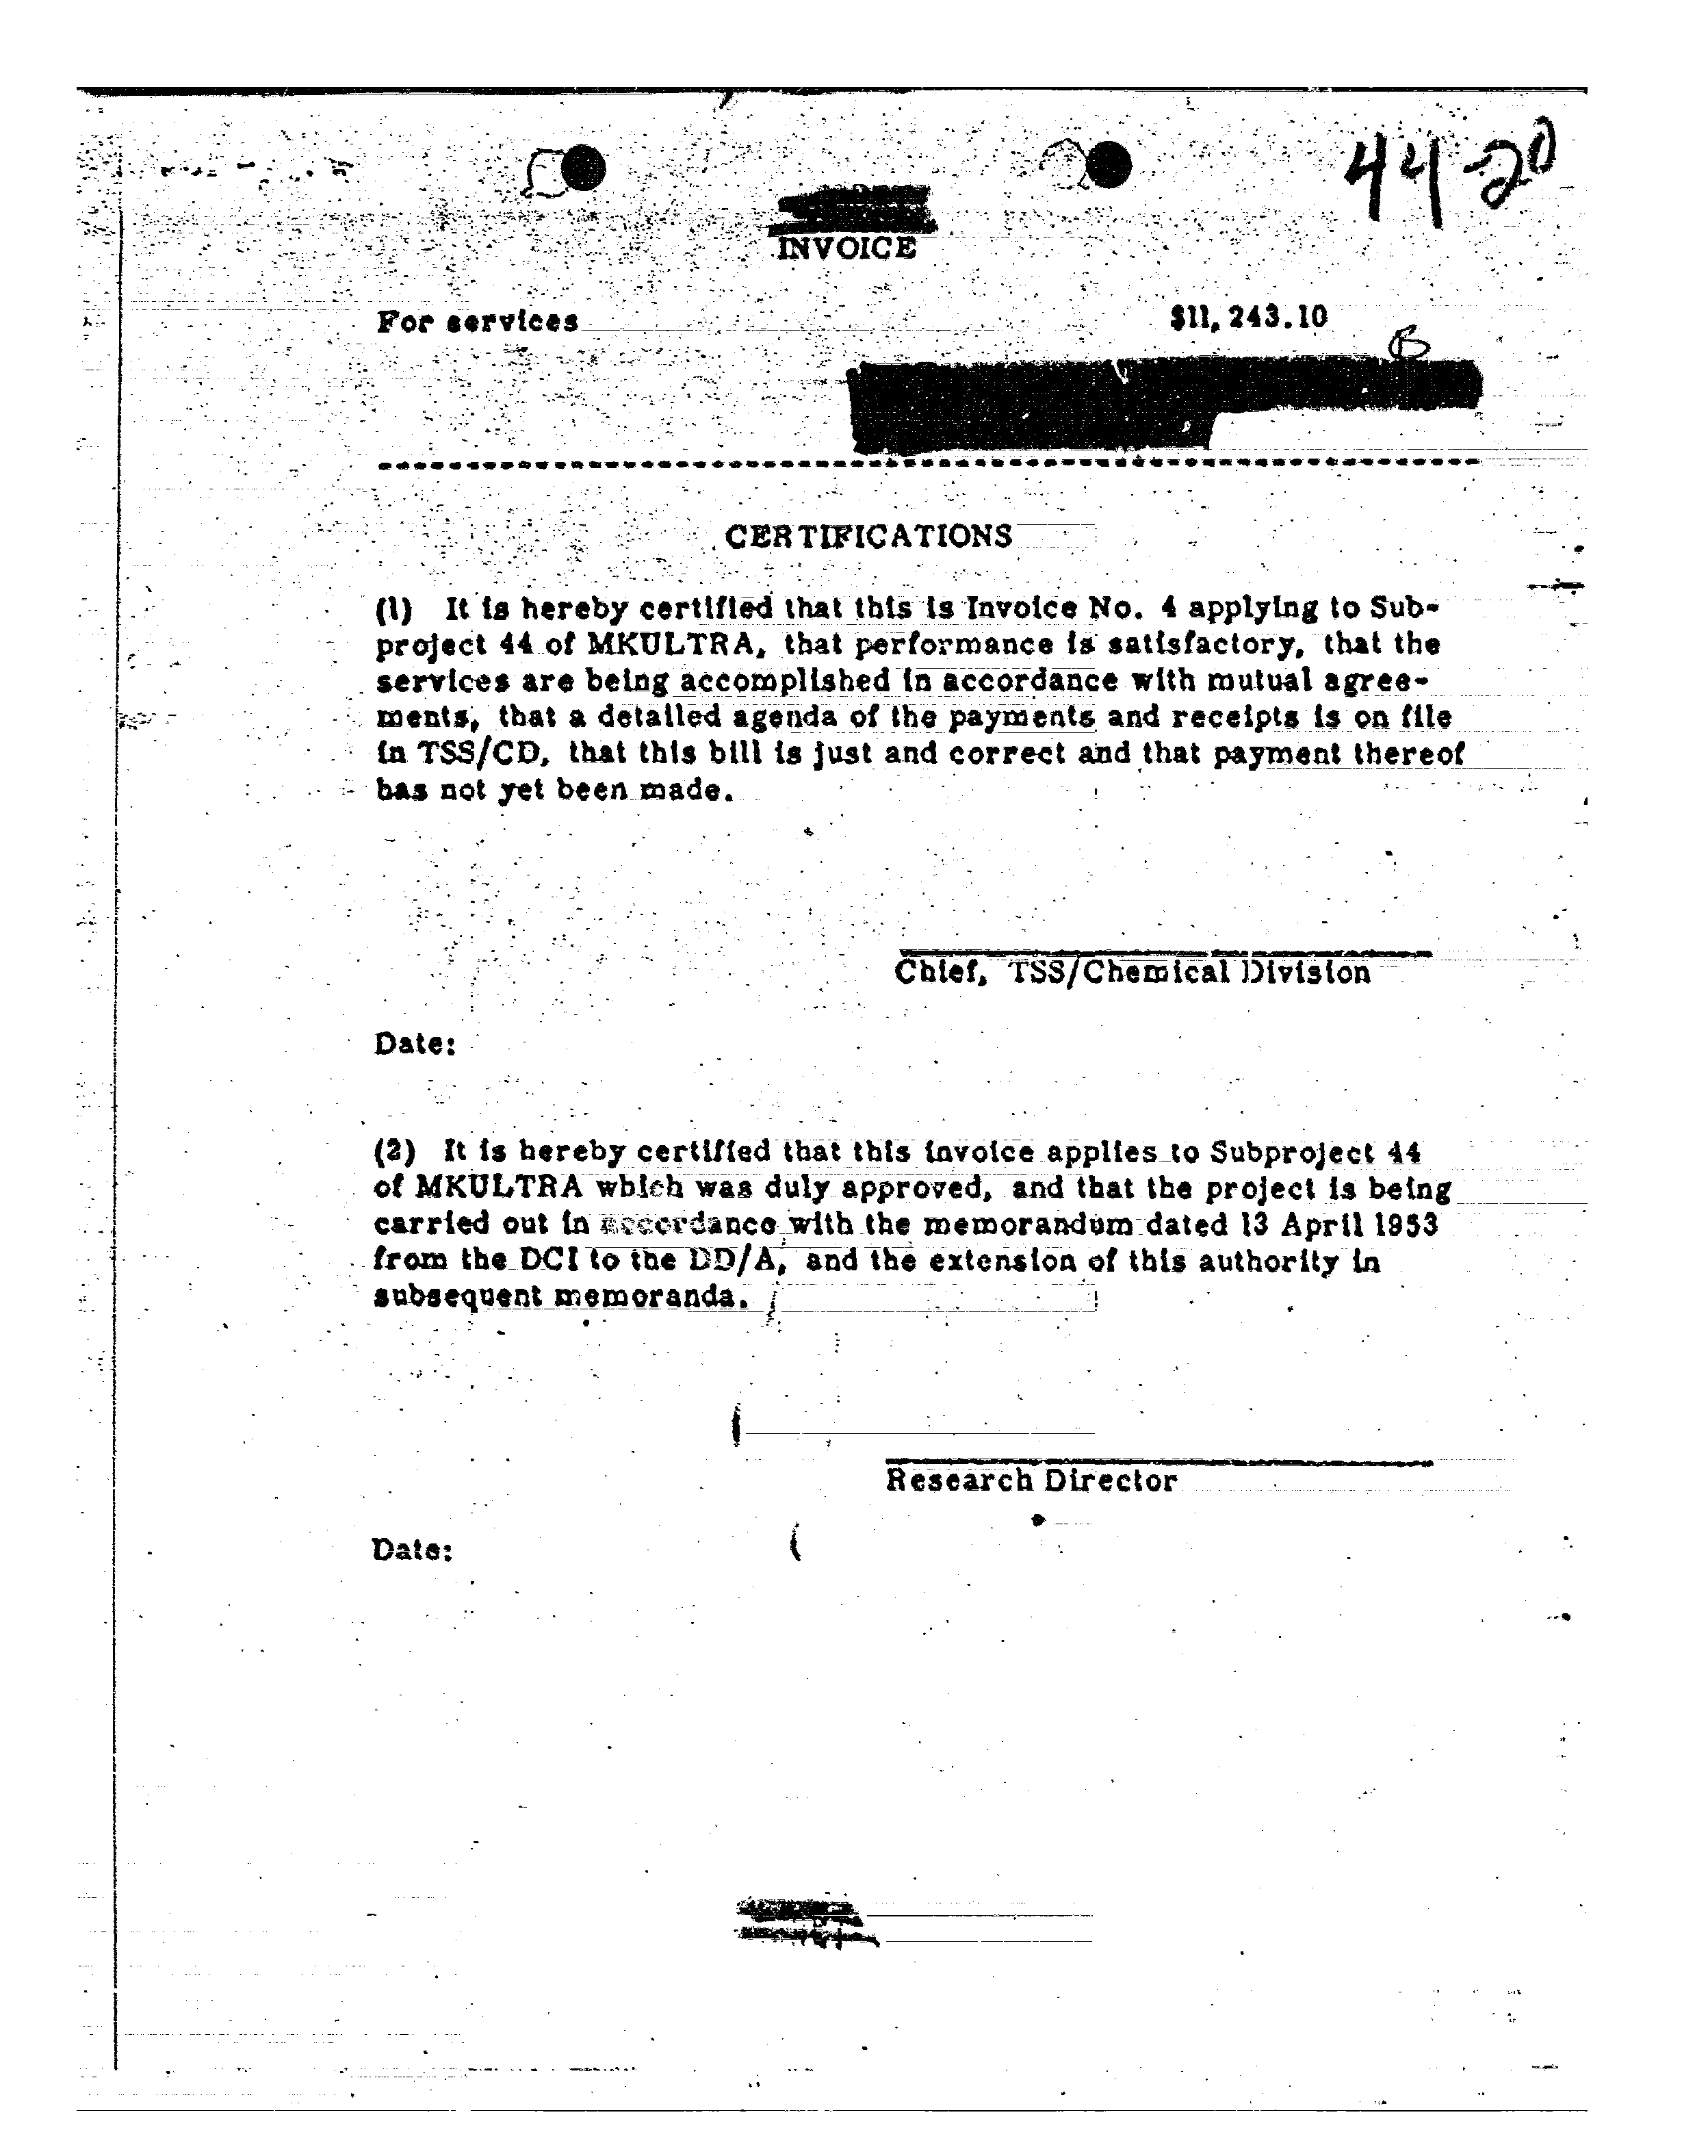 44-20
INVOICE
For services $11,243.10
B
CERTIFICATIONS
(1) It is hereby certified that this is Invoice No. 4 applying to Sub-
project 44 of MKULTRA, that performance is satisfactory, that the
services are being accomplished in accordance with mutual agree-
ments, that a detailed agenda of the payments and receipts is on file
in TSS/CD, that this bill is just and correct and that payment thereof
has not yet been made.
Chief, TSS/Chemical Division
Date:
(2) It is hereby certified that this invoice applies to Subproject 44
of MKULTRA which was duly approved, and that the project is being
carried out in accordance with the memorandum dated 13 April 1953
from the DCI to the DD/A, and the extension of this authority in
subsequent memoranda.
Research Director
Date: